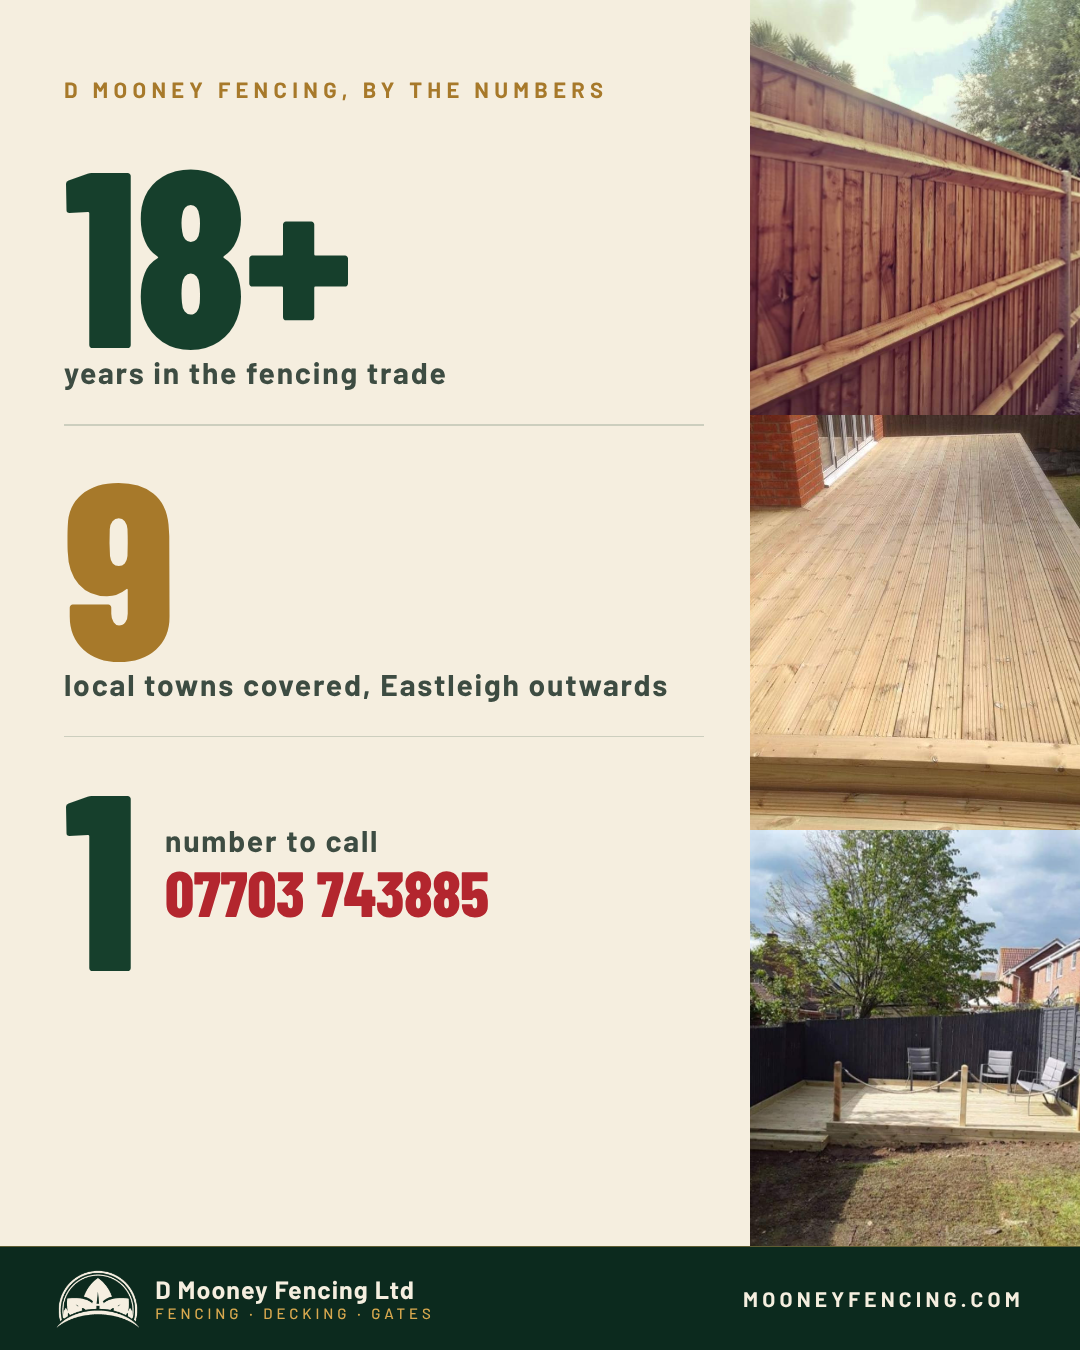 D MOONEY FENCING, BY THE NUMBERS
18+
years in the fencing trade
9
local towns covered, Eastleigh outwards
1
number to call
07703 743885
D Mooney Fencing Ltd
FENCING · DECKING · GATES
MOONEYFENCING.COM